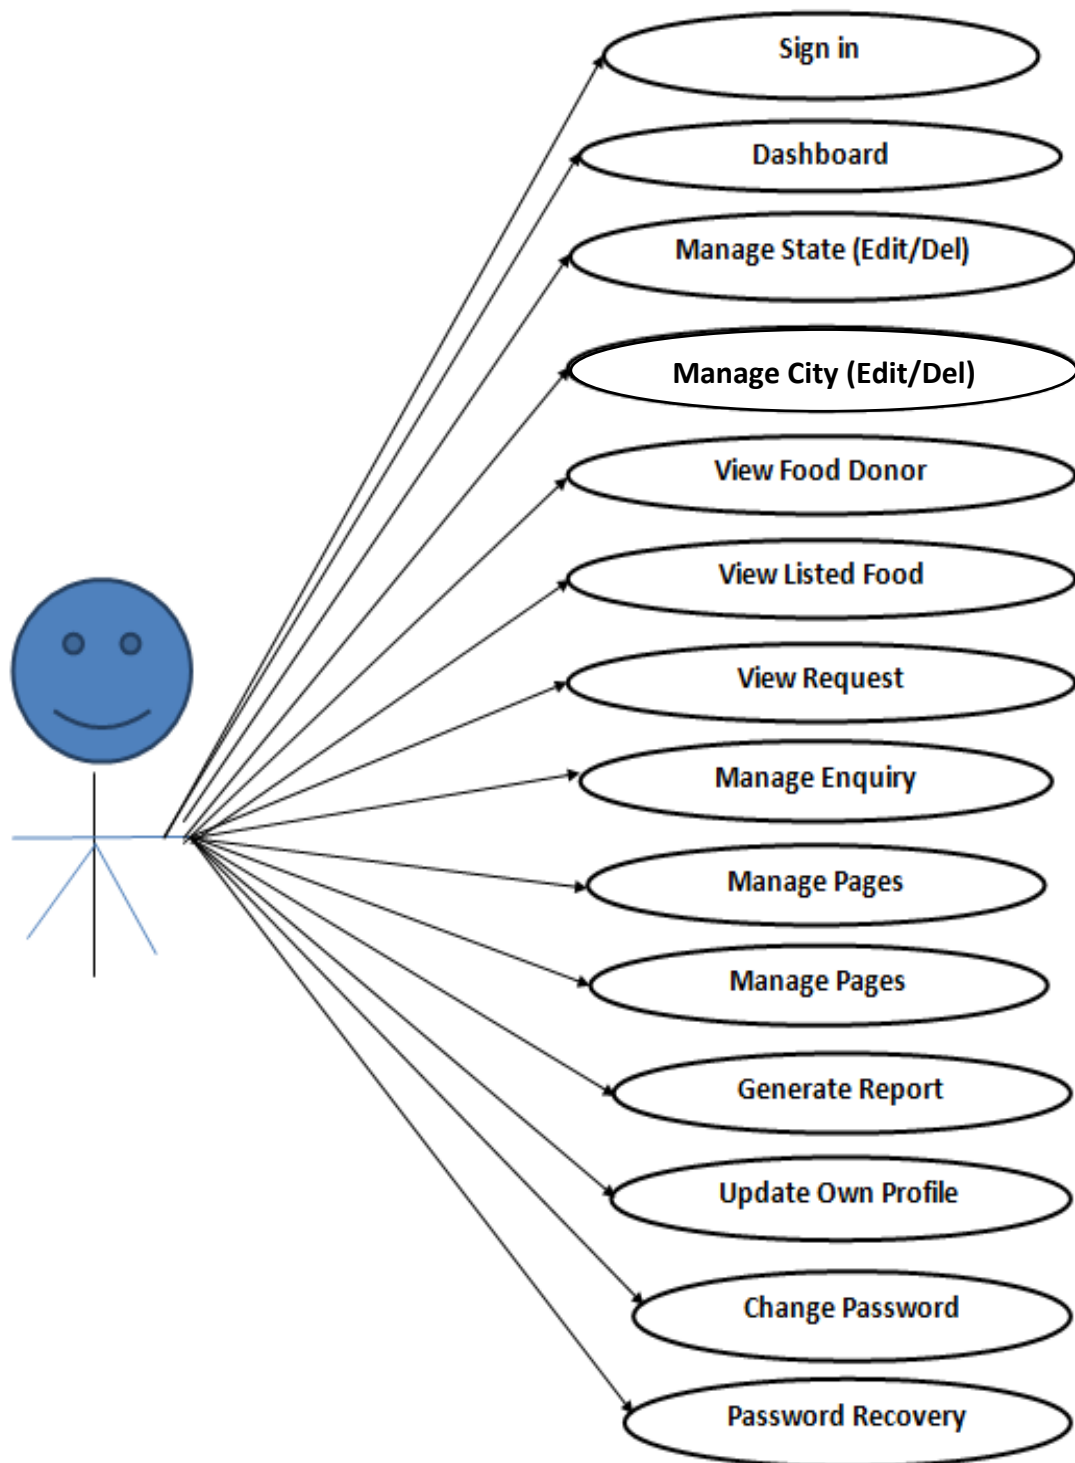 Sign in
Dashboard
Manage State (Edit/Del)
Manage City (Edit/Del)
View Food Donor
View Listed Food
View Request
Manage Enquiry
Manage Pages
Manage Pages
Generate Report
Update Own Profile
Change Password
Password Recovery